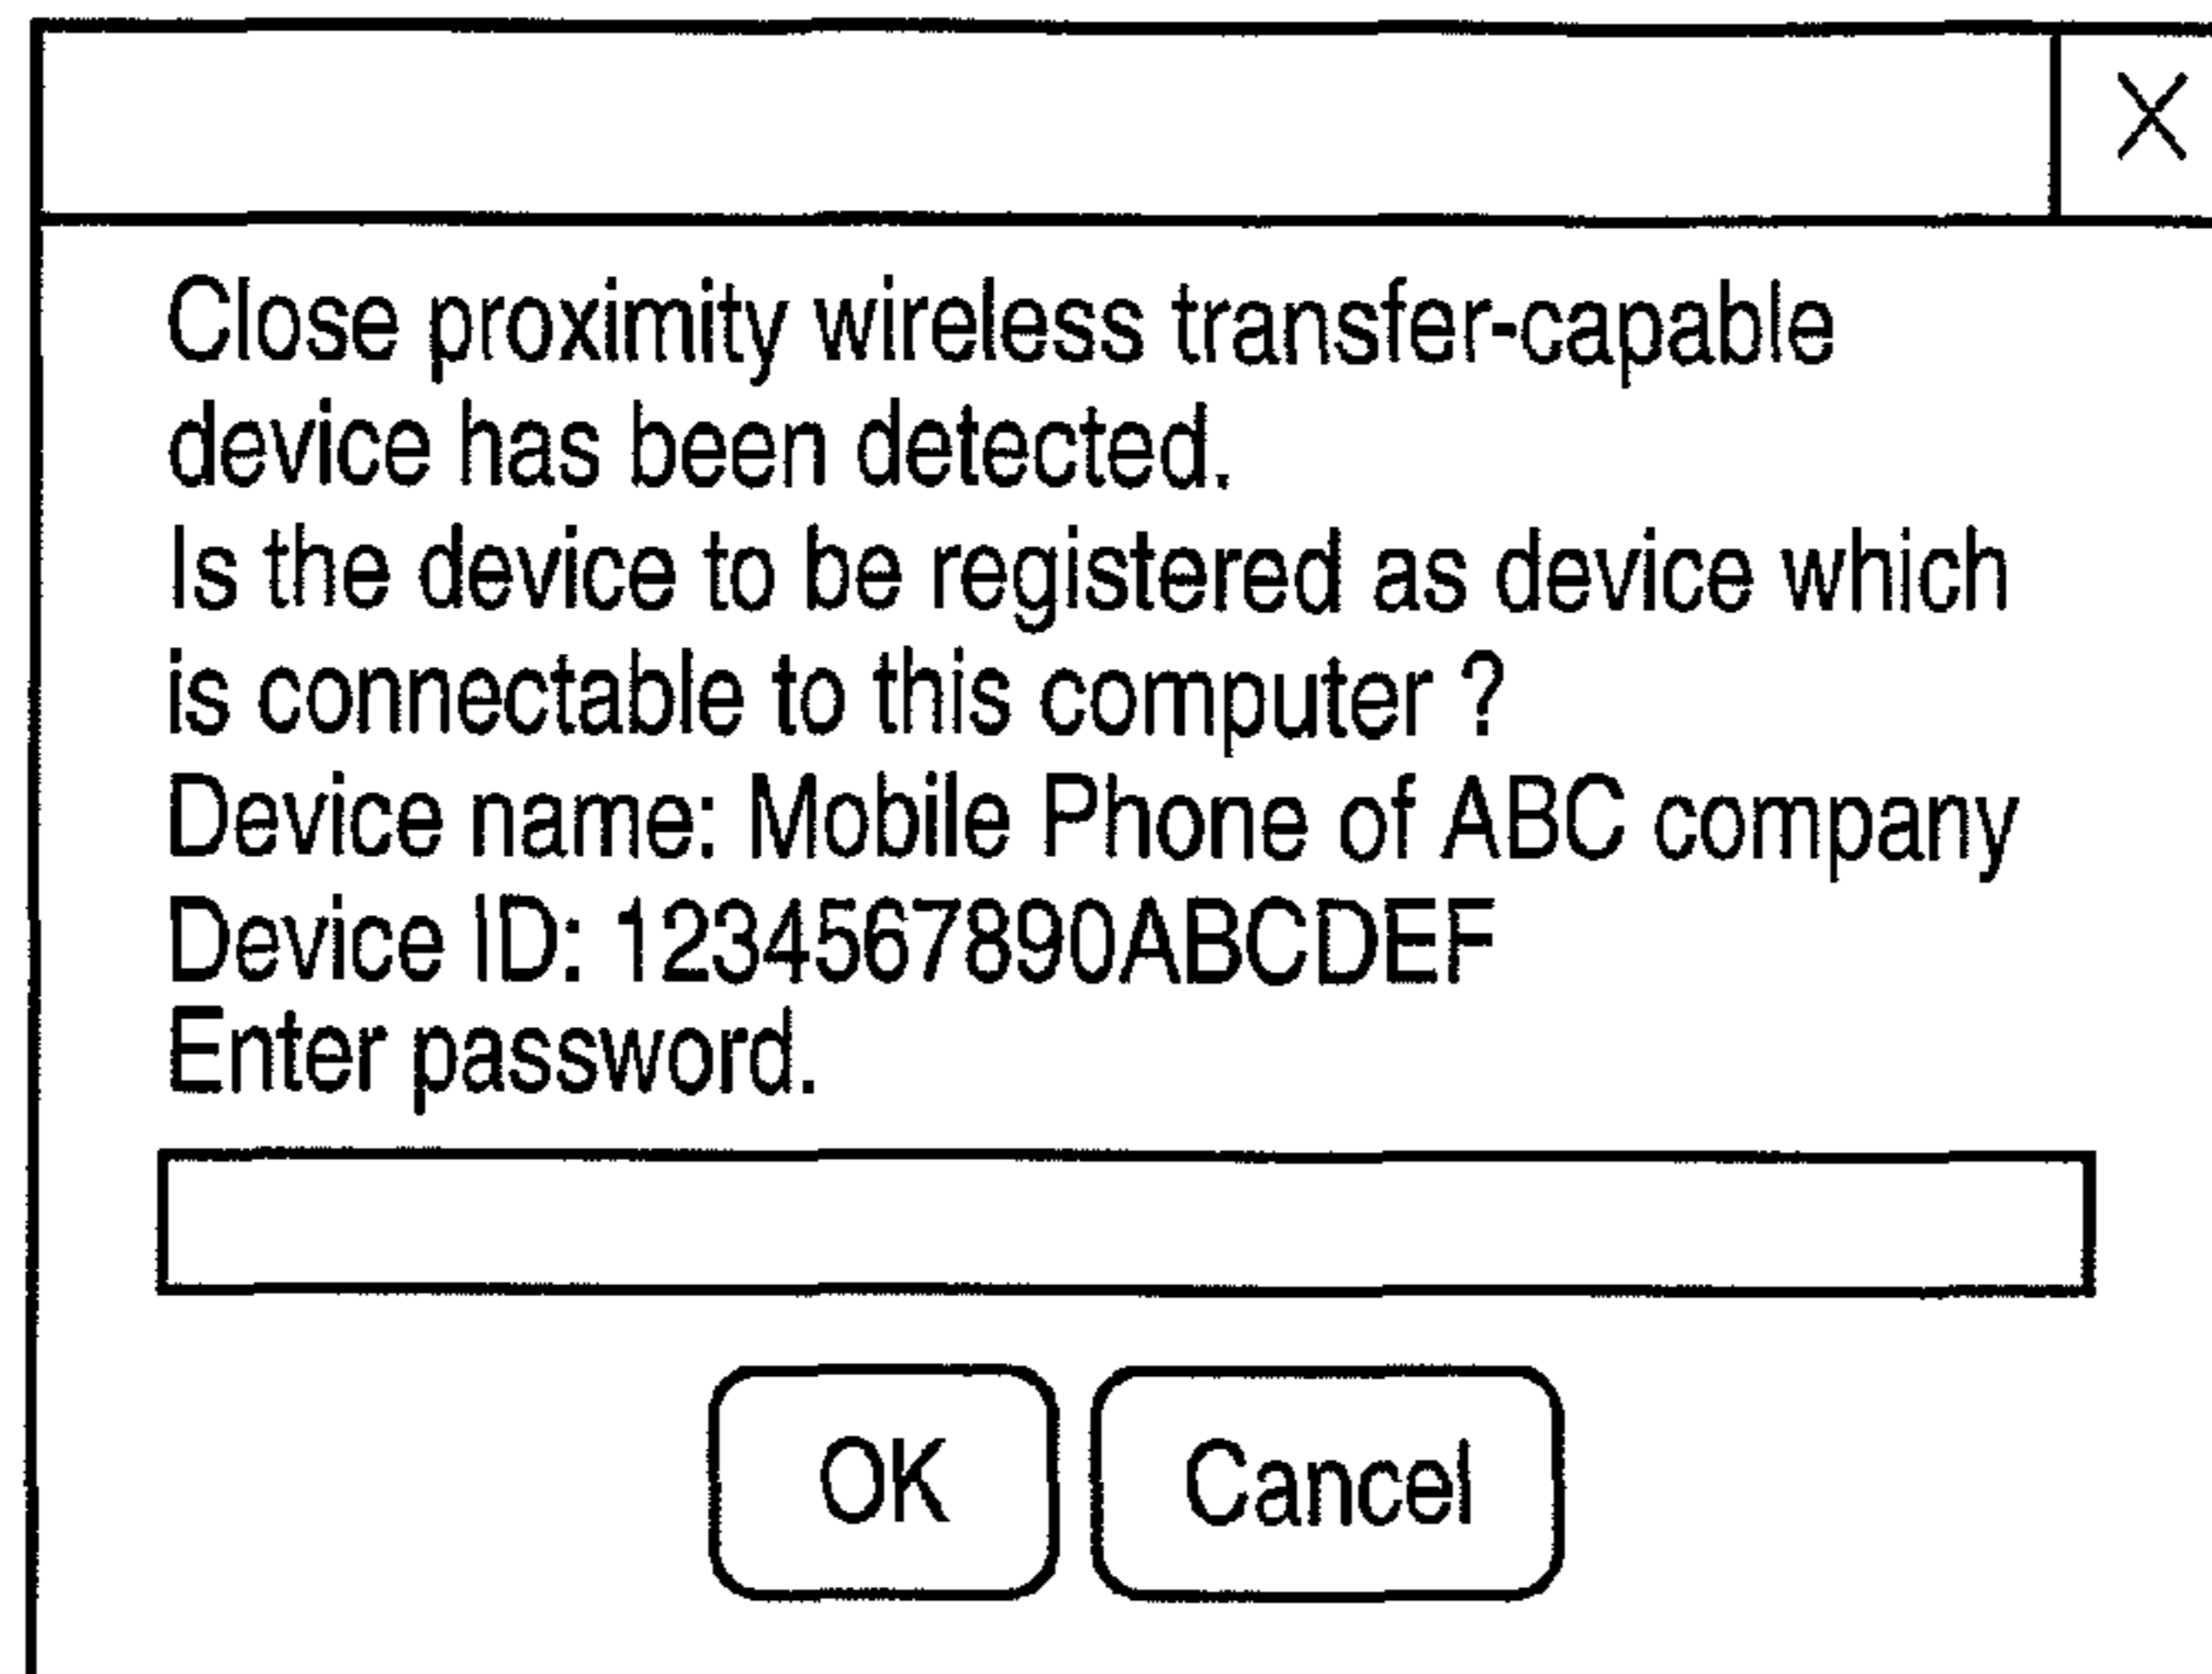 X
Close proximity wireless transfer-capable
device has been detected.
Is the device to be registered as device which
is connectable to this computer ?
Device name: Mobile Phone of ABC company
Device ID: 1234567890ABCDEF
Enter password.
OK Cancel